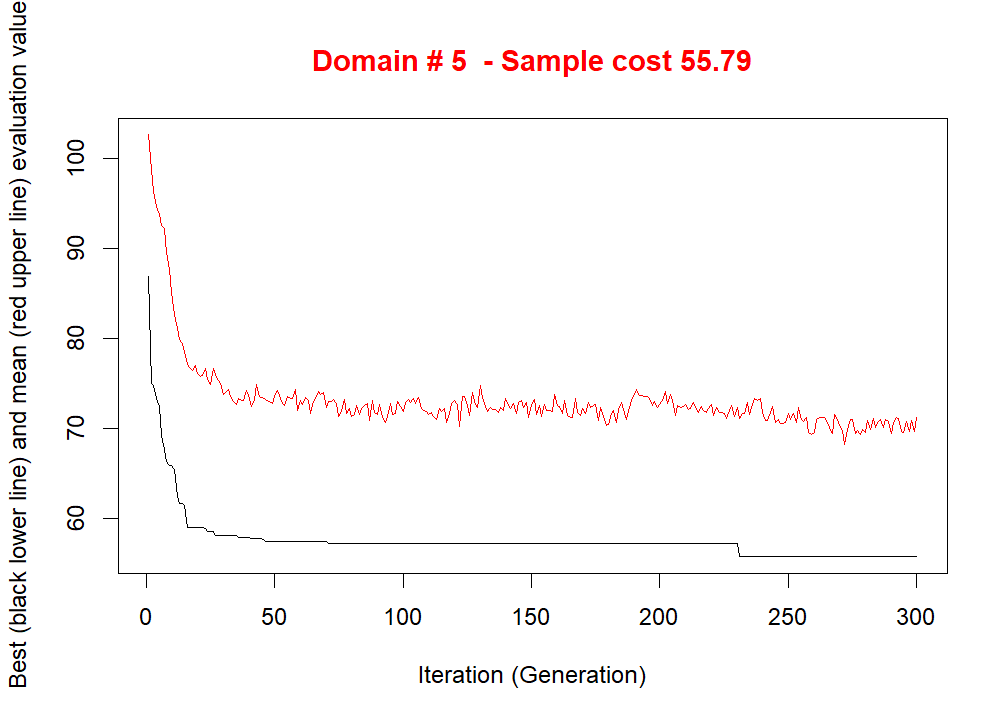 Domain # 5  - Sample cost 55.79
Best (black lower line) and mean (red upper line) evaluation value
100
90
80
70
60
0 50 100 150 200 250 300
Iteration (Generation)